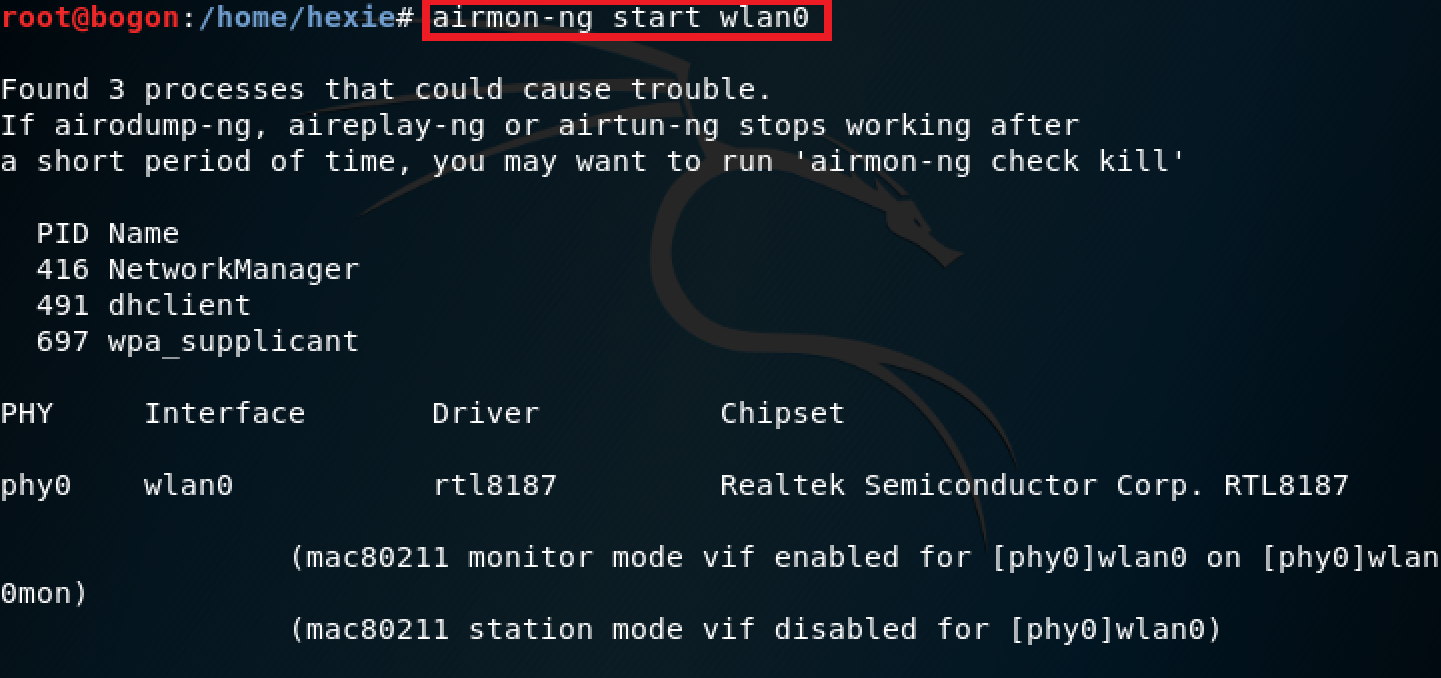 root@bogon:/home/hexie# airmon-ng start wlan0
Found 3 processes that could cause trouble.
If airodump-ng, aireplay-ng or airtun-ng stops working after
a short period of time, you may want to run 'airmon-ng check kill'
PID Name
416 NetworkManager
491 dhclient
697 wpa_supplicant
PHY Interface Driver Chipset
phy0 wlan0 rtl8187 Realtek Semiconductor Corp. RTL8187
(mac80211 monitor mode vif enabled for [phy0]wlan0 on [phy0]wlan
0mon)
(mac80211 station mode vif disabled for [phy0]wlan0)